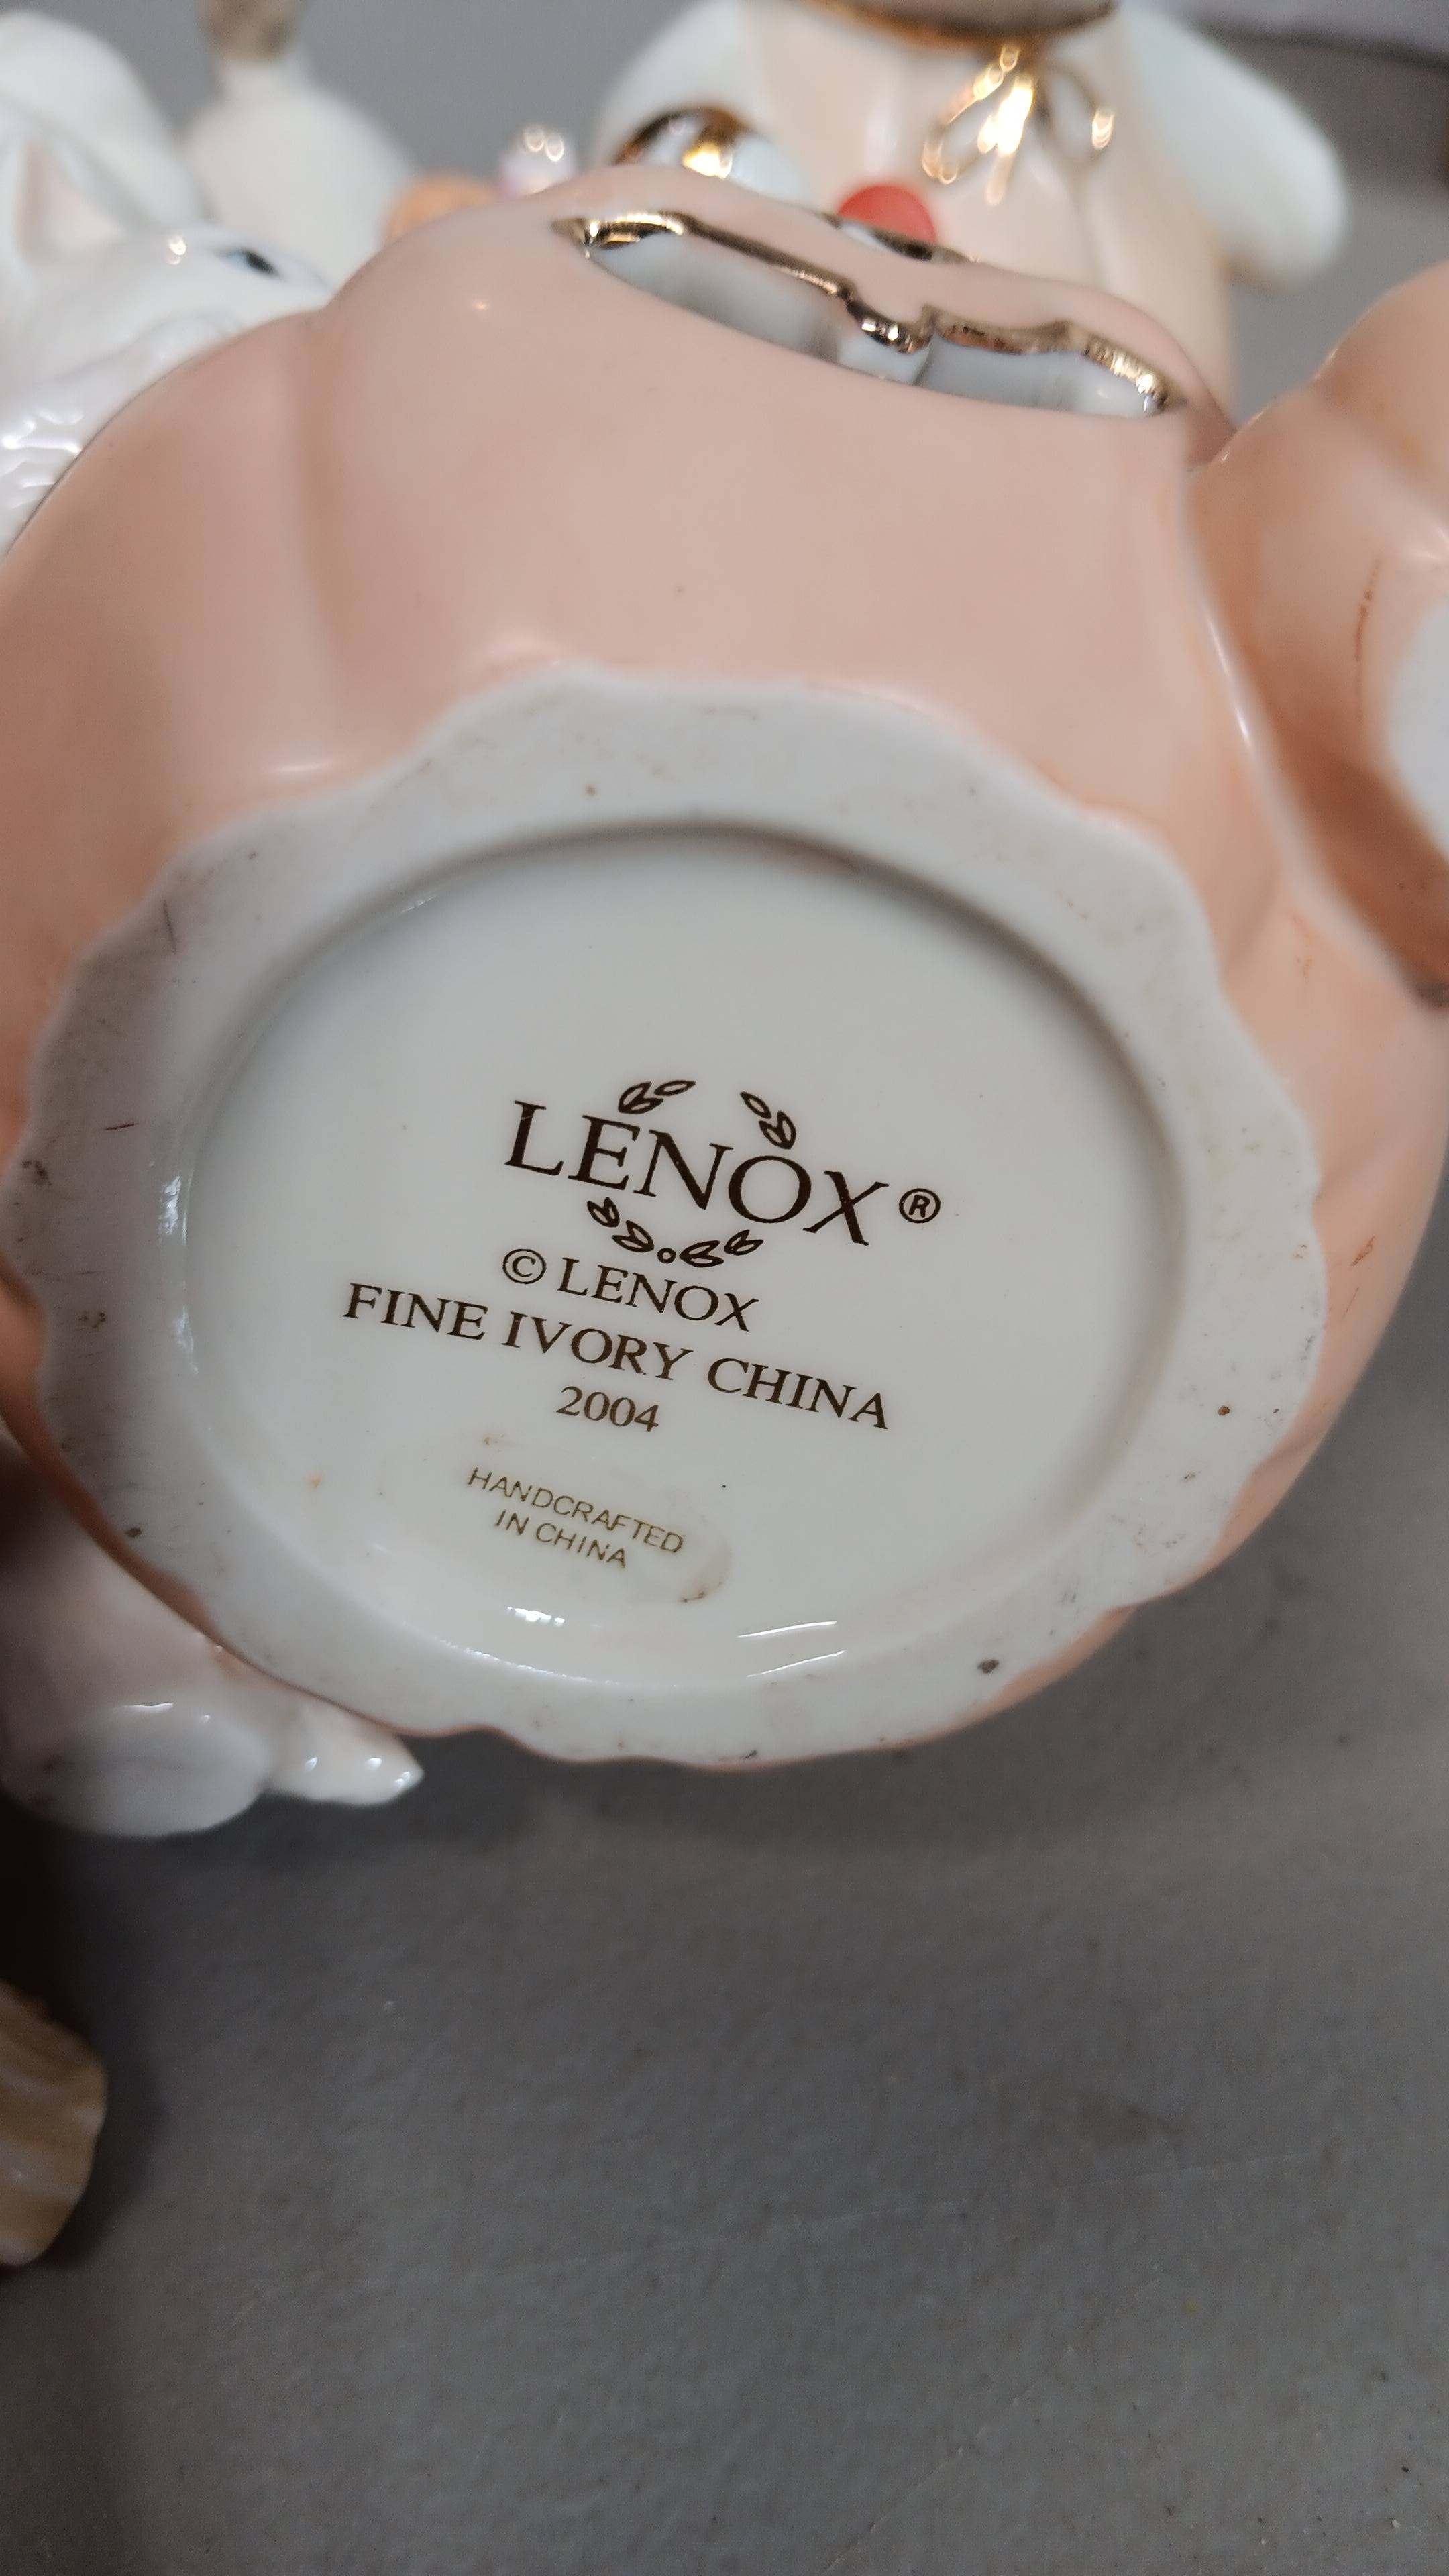 LENOX®
© LENOX
FINE IVORY CHINA
2004
HANDCRAFTED
IN CHINA